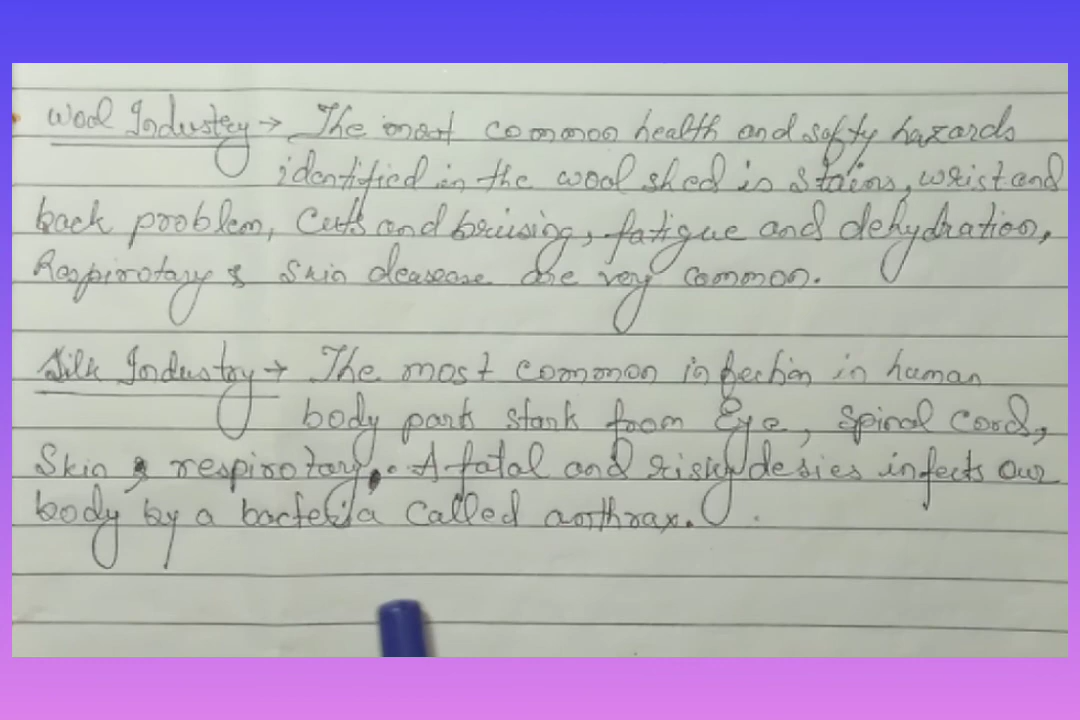 Wool Industry → The most common health and safty hazards
identified in the wool shed is stains, wrist and
back problem, Cuts and bruising, fatigue and dehydration,
Respirotary & Skin deasease are very common.
Silk Industry → The most common infection in human
body parts stark from Eye, Spinal Cord,
Skin, respirotary. A fatal and risky desies infects our
body by a bacteria called anthrax.